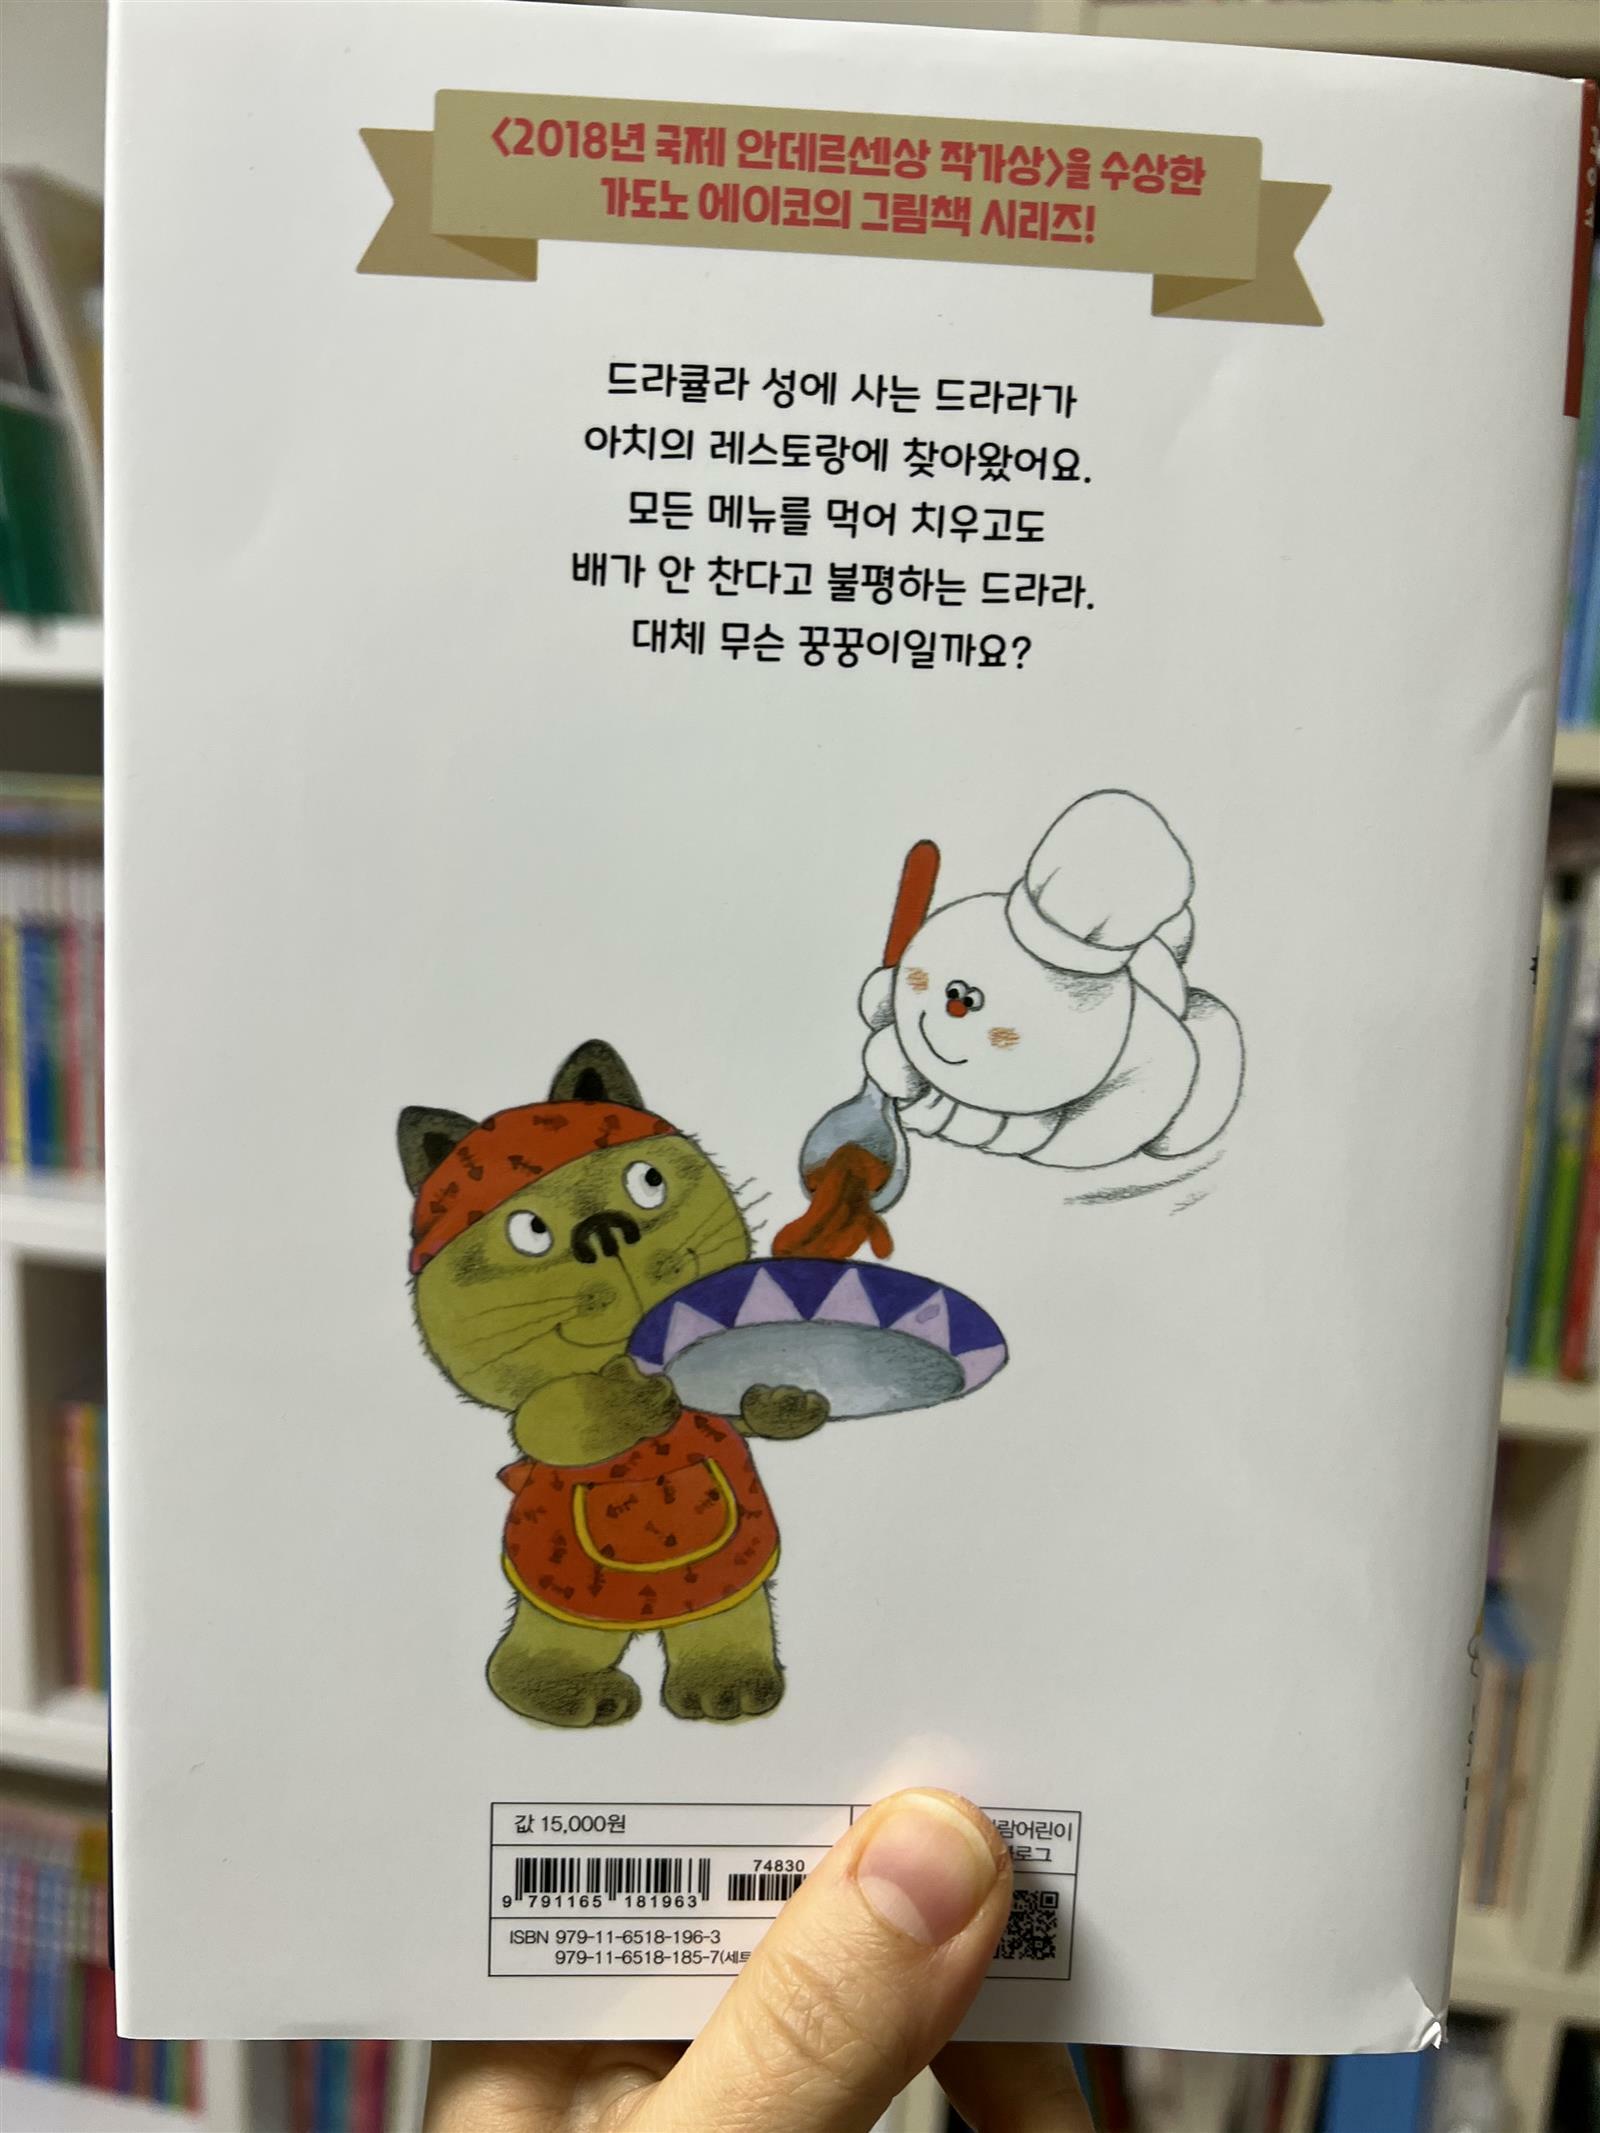 <2018년 국제 안데르센상 작가상>을 수상한
가도노 에이코의 그림책 시리즈!
드라큘라 성에 사는 드라라가
아치의 레스토랑에 찾아왔어요.
모든 메뉴를 먹어 치우고도
배가 안 찬다고 불평하는 드라라.
대체 무슨 꿍꿍이일까요?
값 15,000원
74830
9 791165 181963
ISBN 979-11-6518-196-3
979-11-6518-185-7(세트